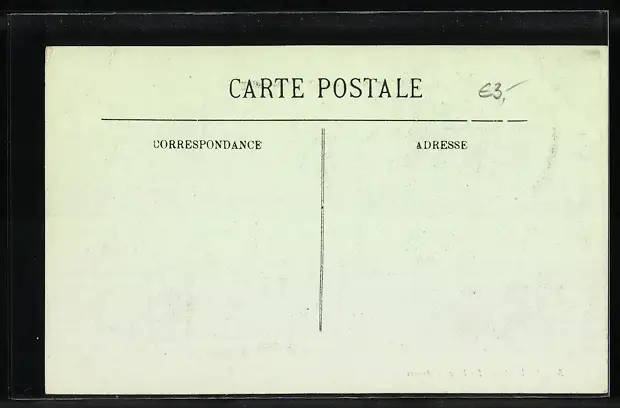 CARTE POSTALE
€3,-
CORRESPONDANCE
ADRESSE